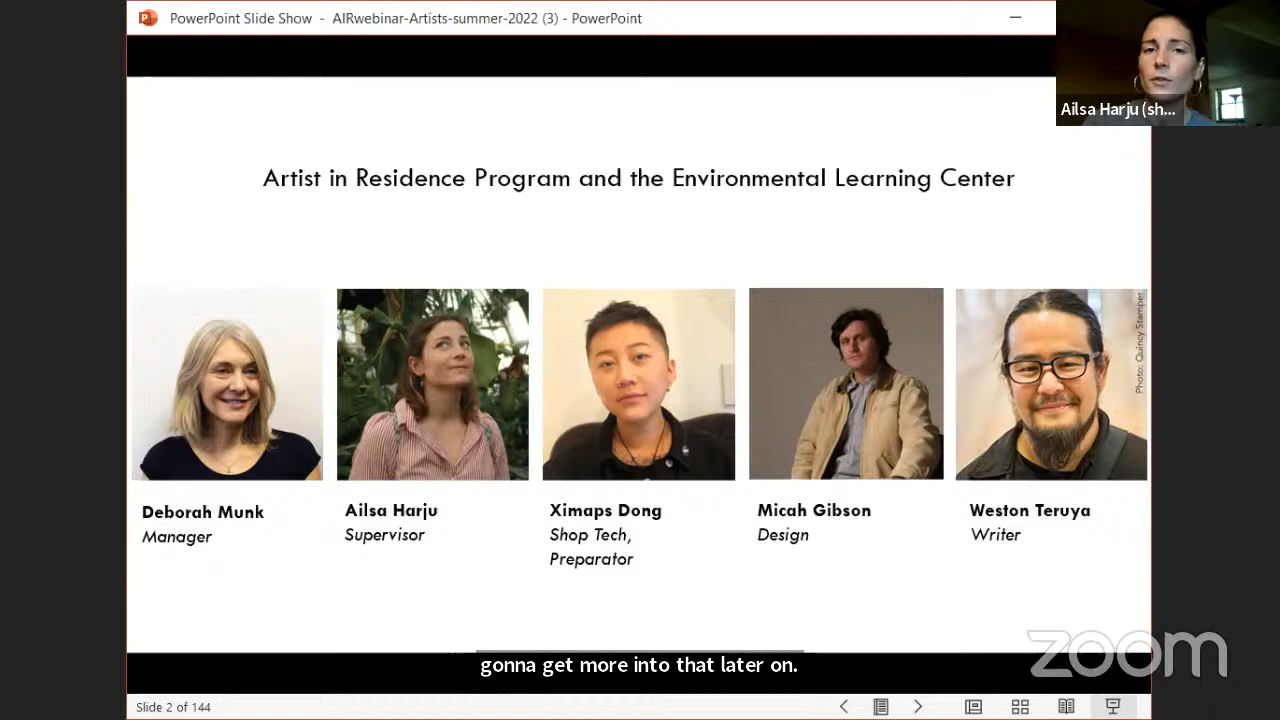 PowerPoint Slide Show - AIRwebinar-Artists-summer-2022 (3) - PowerPoint
Ailsa Harju (sh...
Artist in Residence Program and the Environmental Learning Center
Photo: Quincy Stamper
Deborah Munk
Manager
Ailsa Harju
Supervisor
Ximaps Dong
Shop Tech,
Preparator
Micah Gibson
Design
Weston Teruya
Writer
zoom
gonna get more into that later on.
Slide 2 of 144